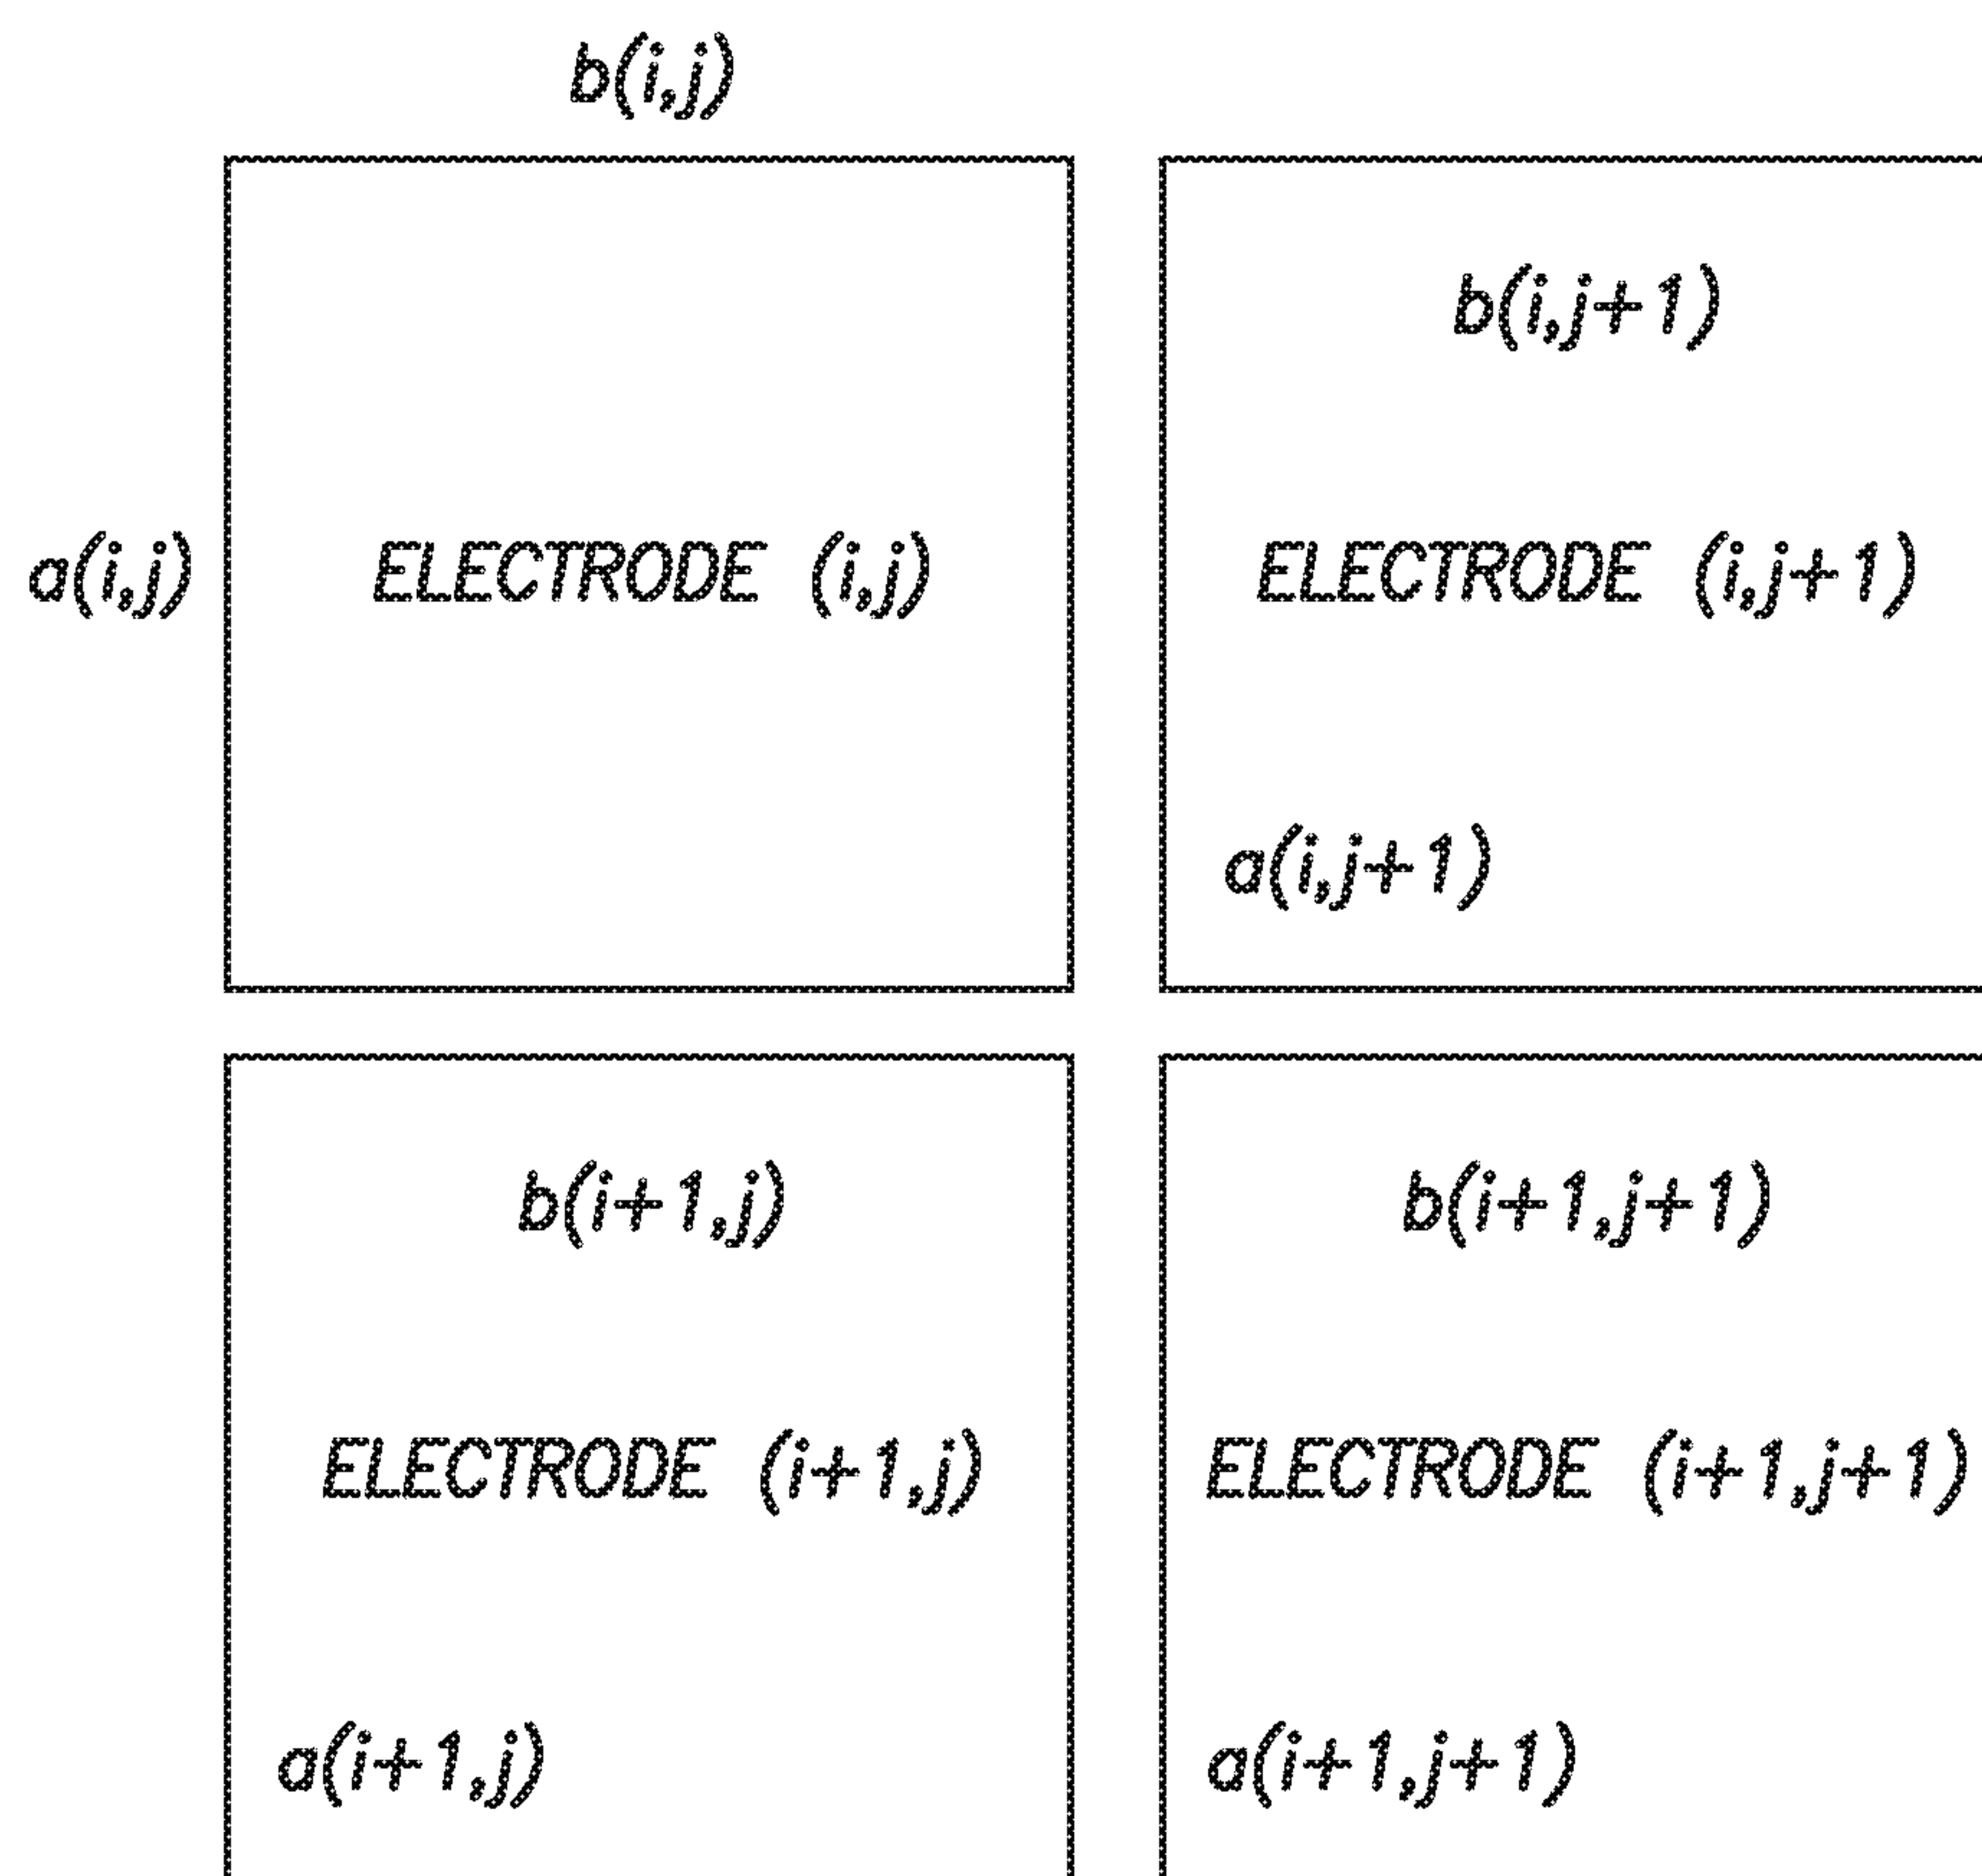 b(i,j)
b(i,j+1)
a(i,j) ELECTRODE (i,j) ELECTRODE (i,j+1)
a(i,j+1)
b(i+1,j) b(i+1,j+1)
ELECTRODE (i+1,j) ELECTRODE (i+1,j+1)
a(i+1,j) a(i+1,j+1)